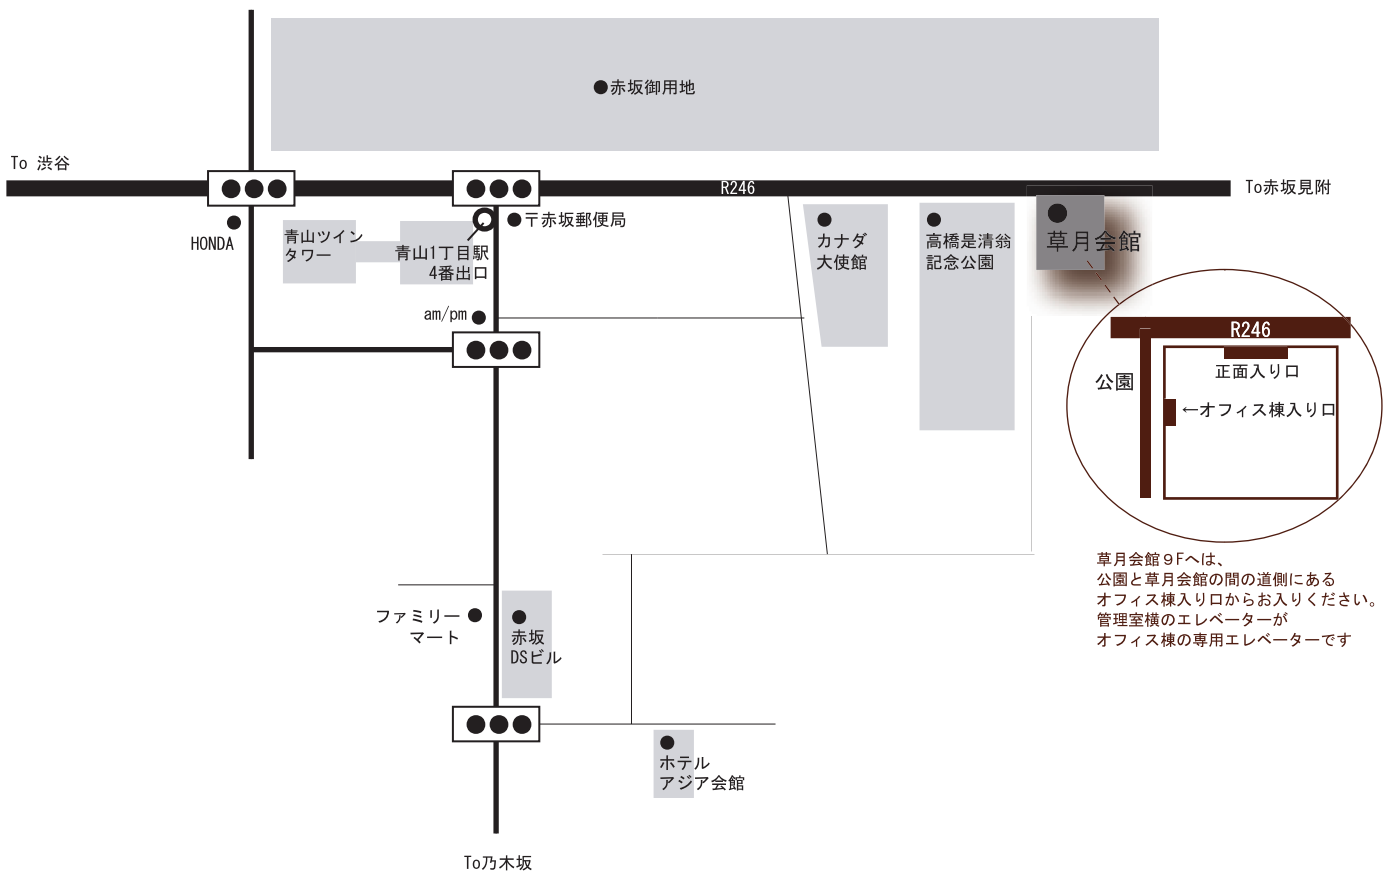 ●赤坂御用地
To 渋谷
R246
To赤坂見附
HONDA
青山ツイン
タワー
青山1丁目駅
4番出口
〒赤坂郵便局
カナダ
大使館
高橋是清翁
記念公園
草月会館
am/pm
R246
正面入り口
公園
←オフィス棟入り口
草月会館9Fへは、
公園と草月会館の間の道側にある
オフィス棟入り口からお入りください。
管理室横のエレベーターが
オフィス棟の専用エレベーターです
ファミリー
マート
赤坂
DSビル
ホテル
アジア会館
To乃木坂